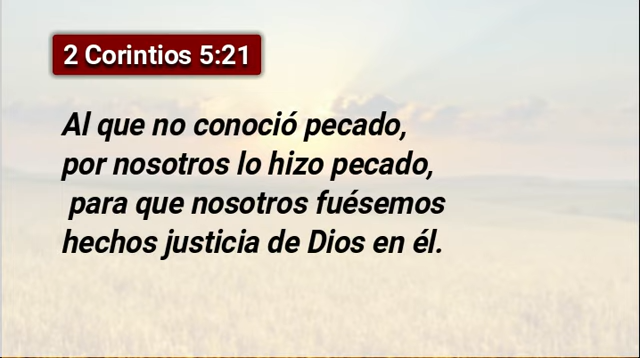 2 Corintios 5:21
Al que no conoció pecado,
por nosotros lo hizo pecado,
para que nosotros fuésemos
hechos justicia de Dios en él.